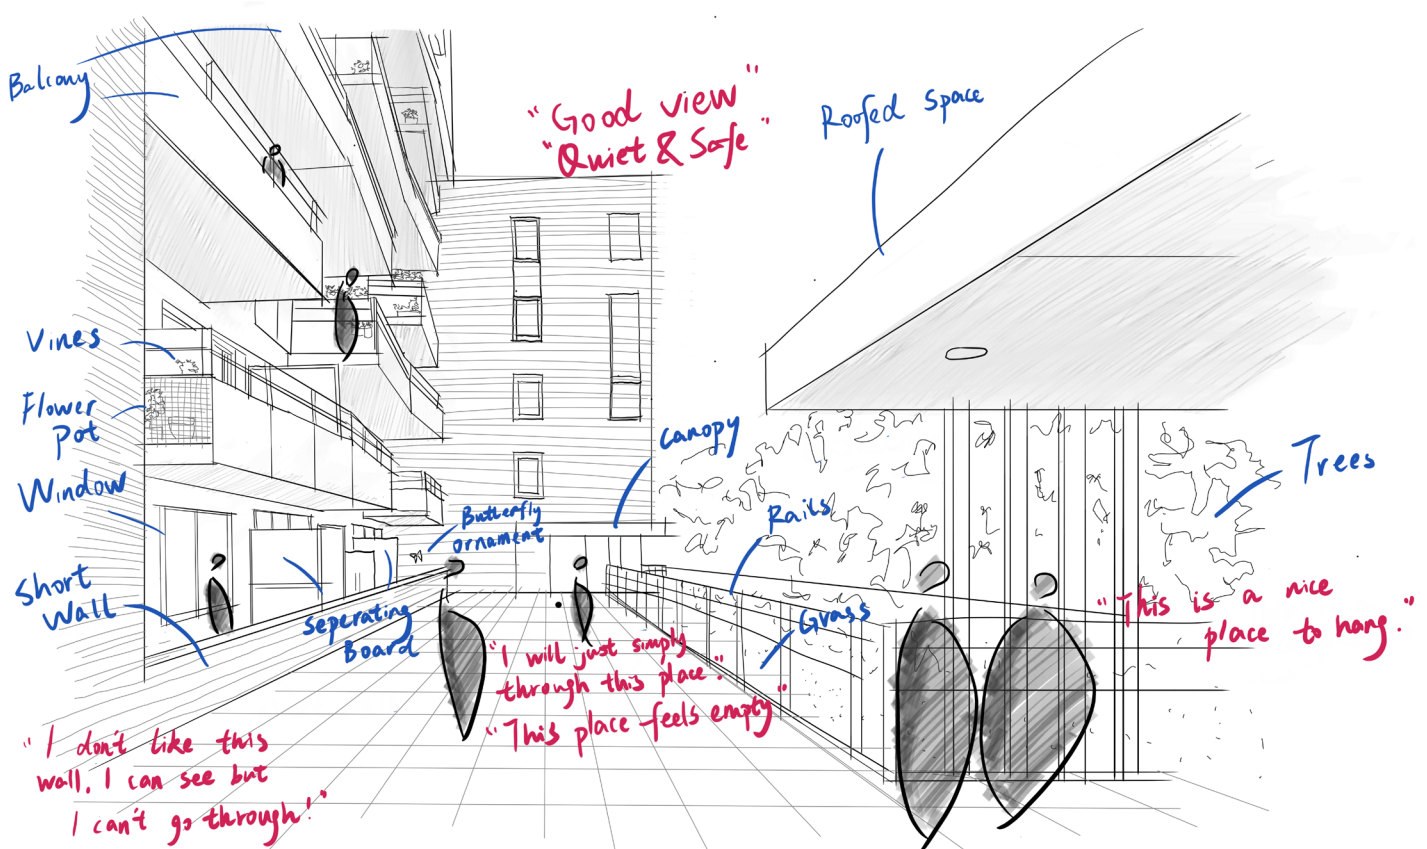 Balcony
"Good view"
"Quiet & Safe"
Roofed space
Vines
Flower
Pot
Window
Short
Wall
Butterfly
ornament
Canopy
Rails
Trees
Seperating
Board
Grass
"This is a nice
place to hang."
"I will just simply
through this place."
"This place feels empty"
"I don't like this
wall. I can see but
I can't go through!"